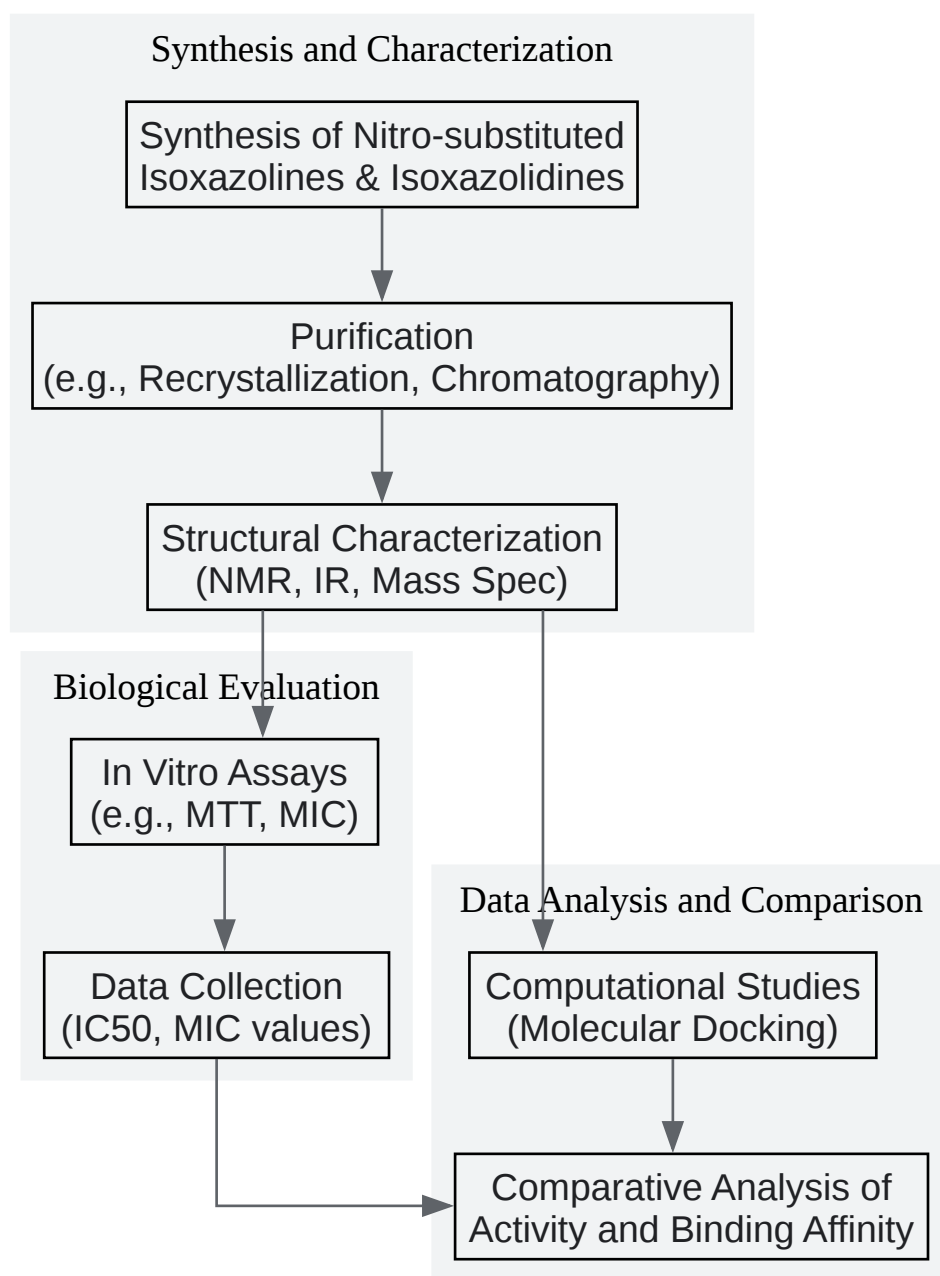 Synthesis and Characterization
Synthesis of Nitro-substituted
Isoxazolines & Isoxazolidines
Purification
(e.g., Recrystallization, Chromatography)
Structural Characterization
(NMR, IR, Mass Spec)
Biological Evaluation
In Vitro Assays
(e.g., MTT, MIC)
Data Collection
(IC50, MIC values)
Data Analysis and Comparison
Computational Studies
(Molecular Docking)
Comparative Analysis of
Activity and Binding Affinity